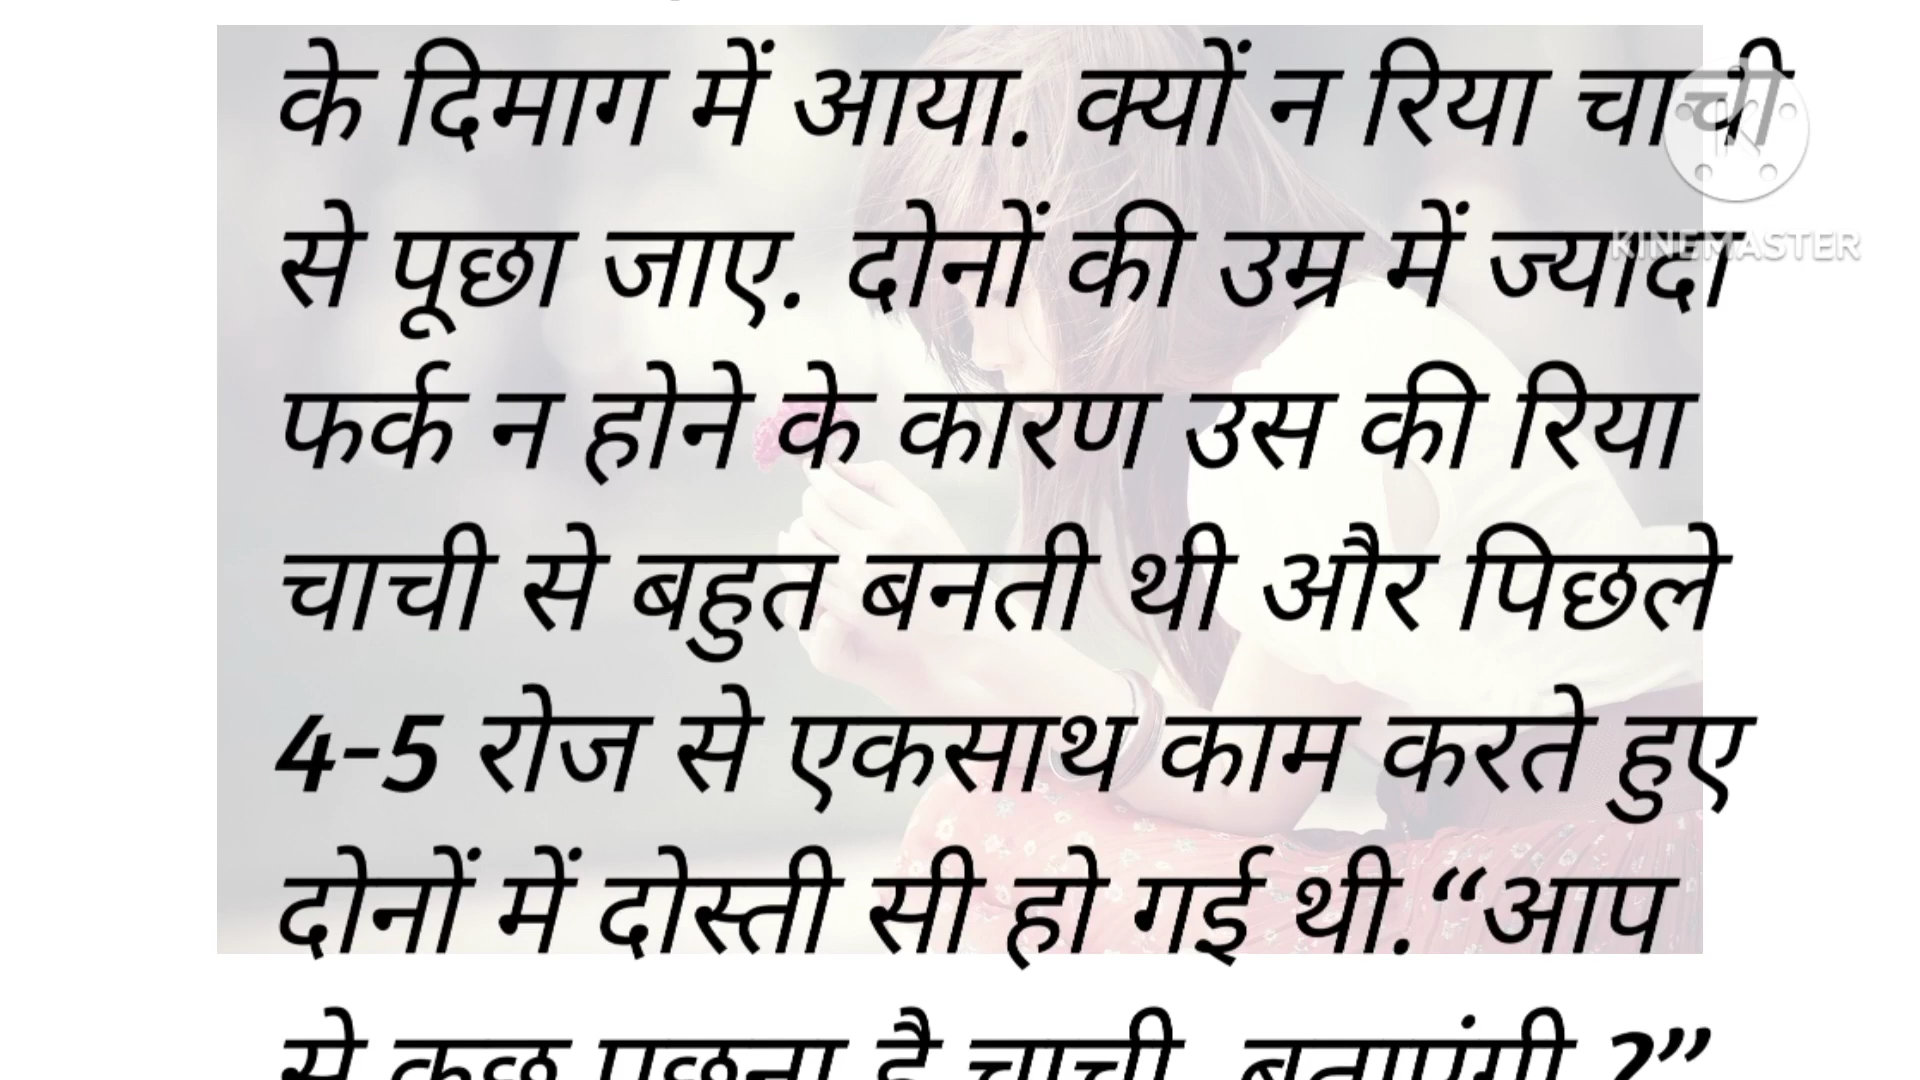 के दिमाग में आया. क्यों न रिया चाची
से पूछा जाए. दोनों की उम्र में ज्यादा
फर्क न होने के कारण उस की रिया
चाची से बहुत बनती थी और पिछले
4-5 रोज से एकसाथ काम करते हुए
दोनों में दोस्ती सी हो गई थी. “आप
से कुछ पूछना है चाची, बताएंगी ?”
KINEMASTER